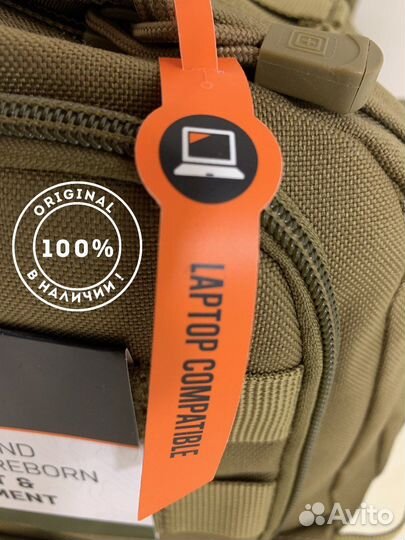 ORIGINAL
100%
В НАЛИЧИИ !
LAPTOP COMPATIBLE
ND
REBORN
T &
MENT
Avito